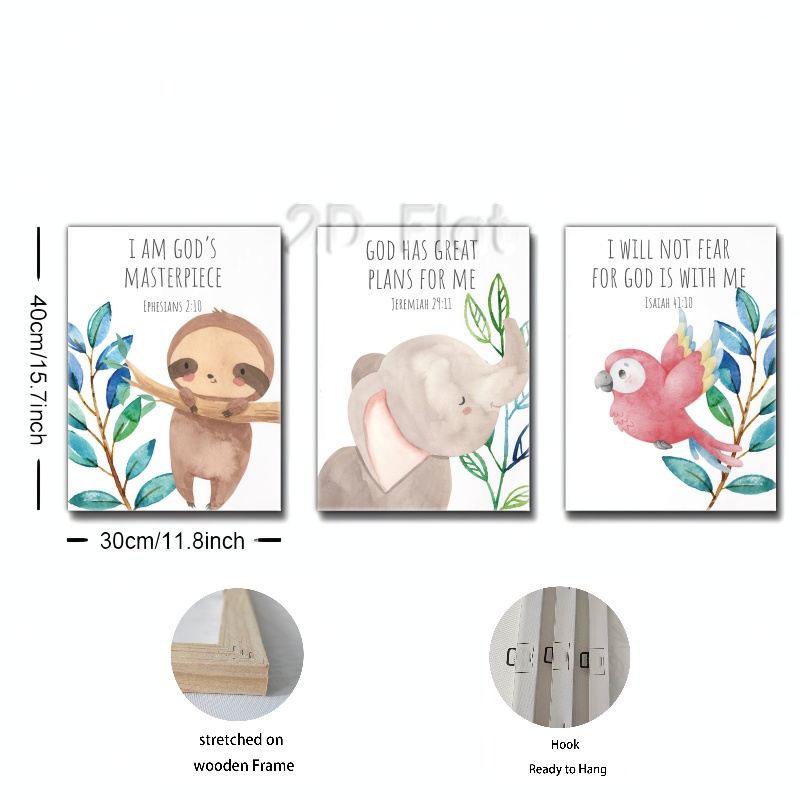 2D Flat
I AM GOD'S
MASTERPIECE
EPHESIANS 2:10
GOD HAS GREAT
PLANS FOR ME
JEREMIAH 29:11
I WILL NOT FEAR
FOR GOD IS WITH ME
ISAIAH 41:10
40cm/15.7inch
30cm/11.8inch
stretched on
wooden Frame
Hook
Ready to Hang